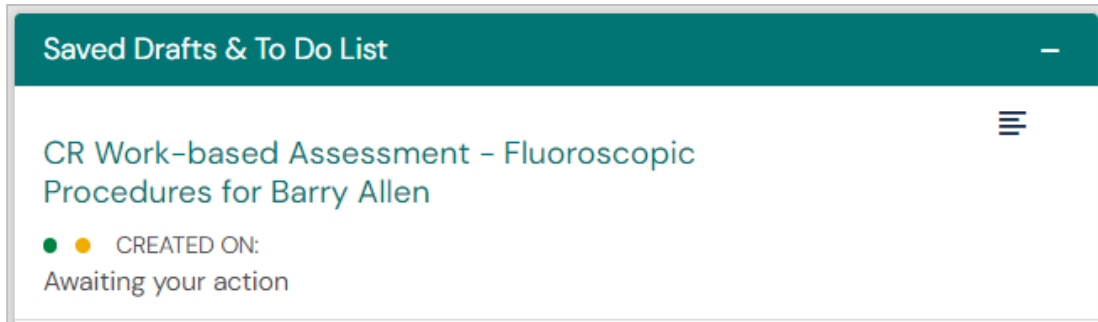 Saved Drafts & To Do List
CR Work-based Assessment - Fluoroscopic
Procedures for Barry Allen
CREATED ON:
Awaiting your action